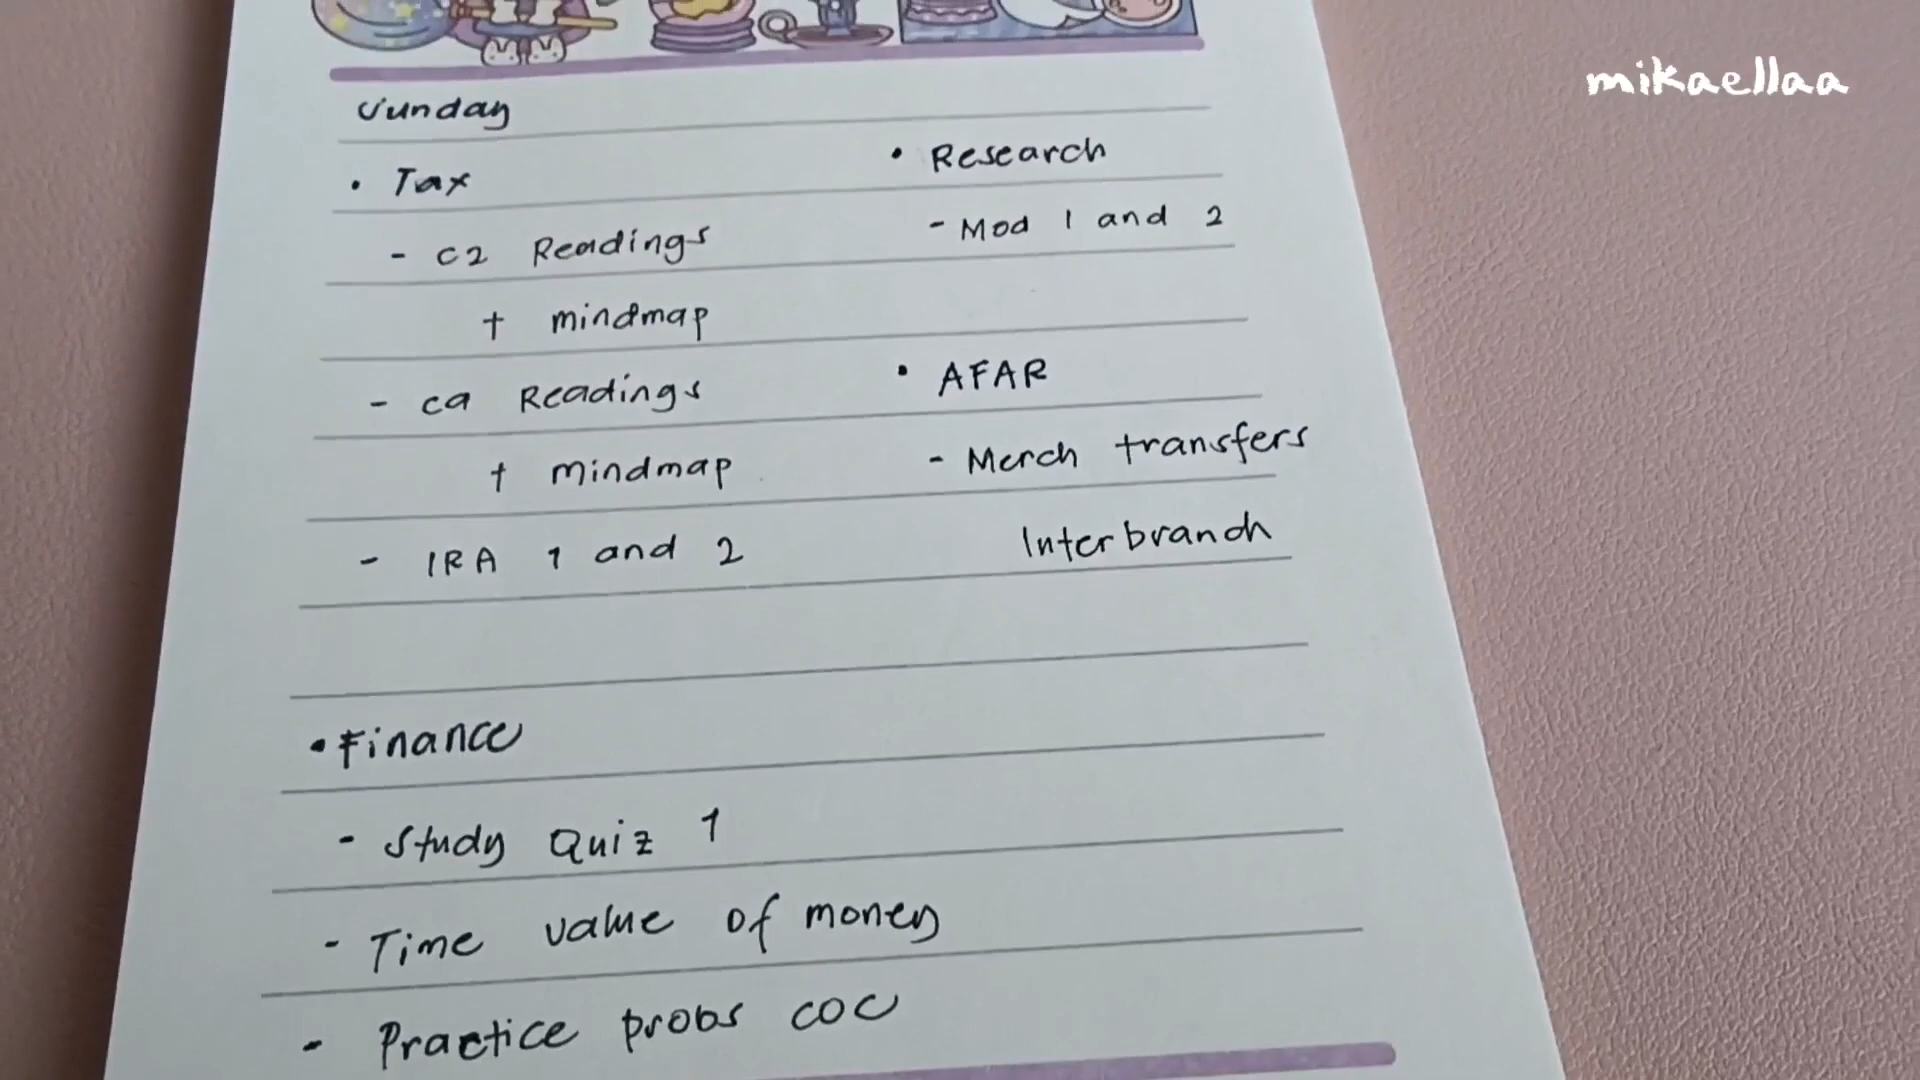 mikaellaa
Sunday
• Tax
- C2 Readings
+ mindmap
- C9 Readings
+ mindmap
- IRA 1 and 2
• Research
- Mod 1 and 2
• AFAR
- Merch transfers
Interbranch
• Finance
- Study Quiz 1
- Time value of money
- Practice probs COC